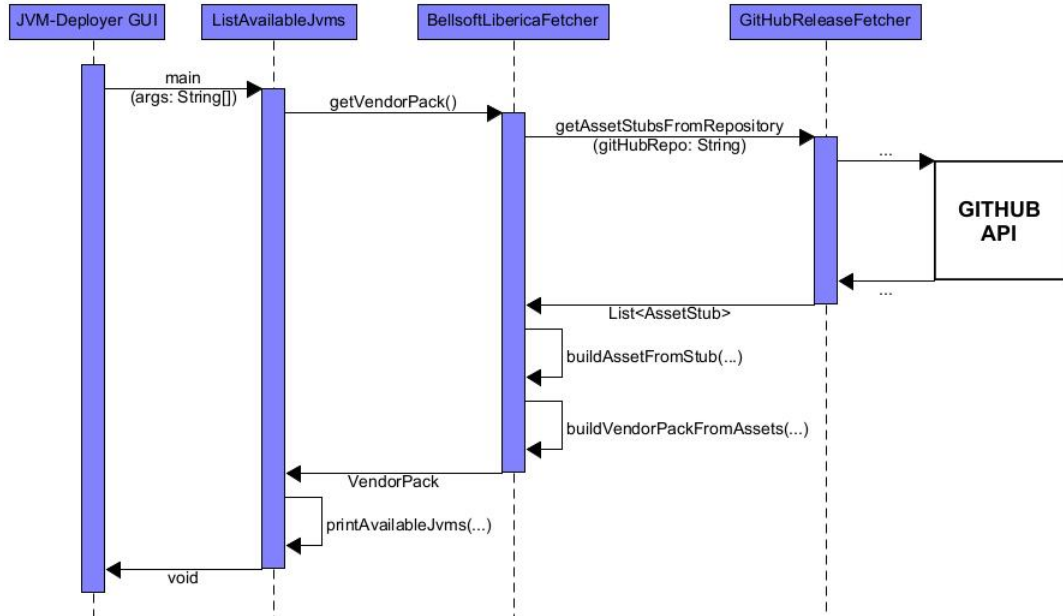 JVM-Deployer GUI
ListAvailableJvms
BellsoftLibericaFetcher
GitHubReleaseFetcher
main
(args: String[])
getVendorPack()
getAssetStubsFromRepository
(gitHubRepo: String)
...
GITHUB
API
...
List<AssetStub>
buildAssetFromStub(...)
buildVendorPackFromAssets(...)
VendorPack
printAvailableJvms(...)
void